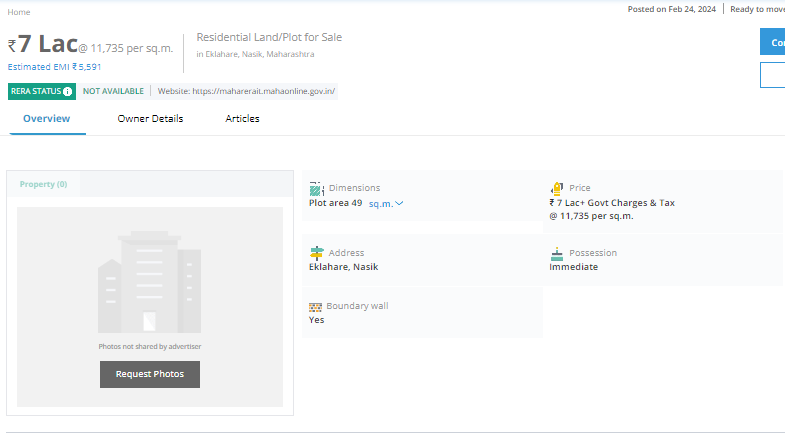 Home
Posted on Feb 24, 2024 | Ready to move
₹7 Lac @ 11,735 per sq.m.
Estimated EMI ₹ 5,591
Residential Land/Plot for Sale
in Eklahare, Nasik, Maharashtra
RERA STATUS NOT AVAILABLE | Website: https://maharerait.mahaonline.gov.in/
Overview Owner Details Articles
Property (0)
Photos not shared by advertiser
Request Photos
Dimensions
Plot area 49 sq.m.
Price
₹ 7 Lac+ Govt Charges & Tax
@ 11,735 per sq.m.
Address
Eklahare, Nasik
Possession
Immediate
Boundary wall
Yes